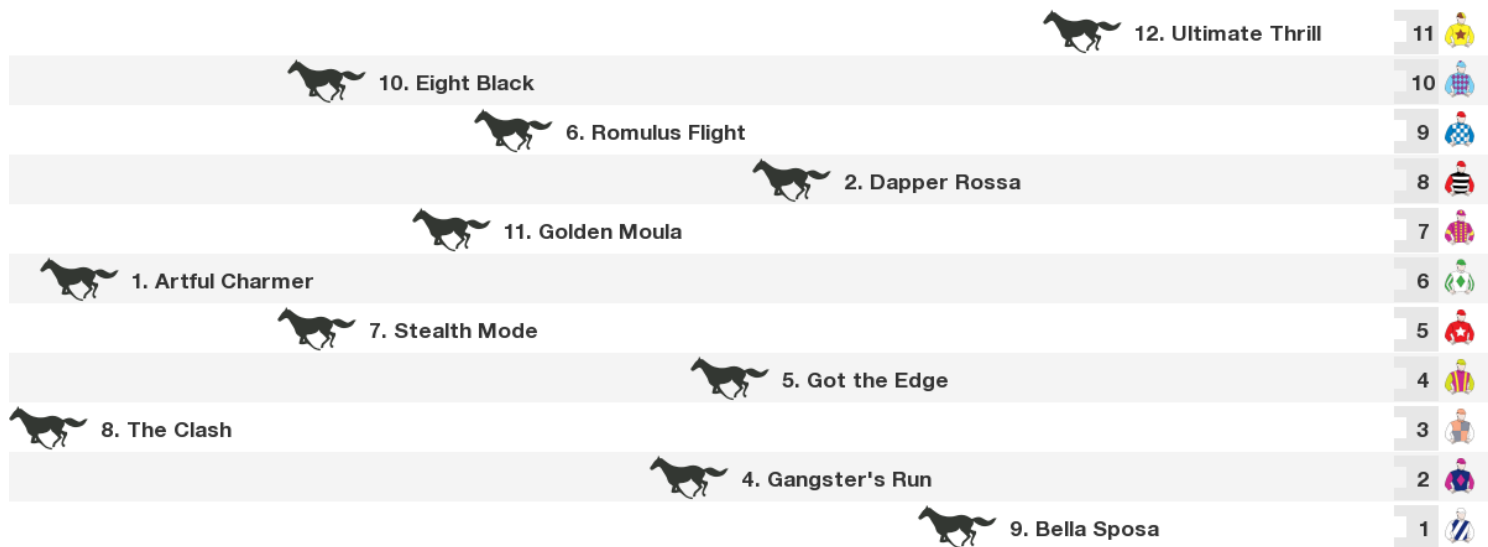 12. Ultimate Thrill 11
10. Eight Black 10
6. Romulus Flight 9
2. Dapper Rossa 8
11. Golden Moula 7
1. Artful Charmer 6
7. Stealth Mode 5
5. Got the Edge 4
8. The Clash 3
4. Gangster's Run 2
9. Bella Sposa 1